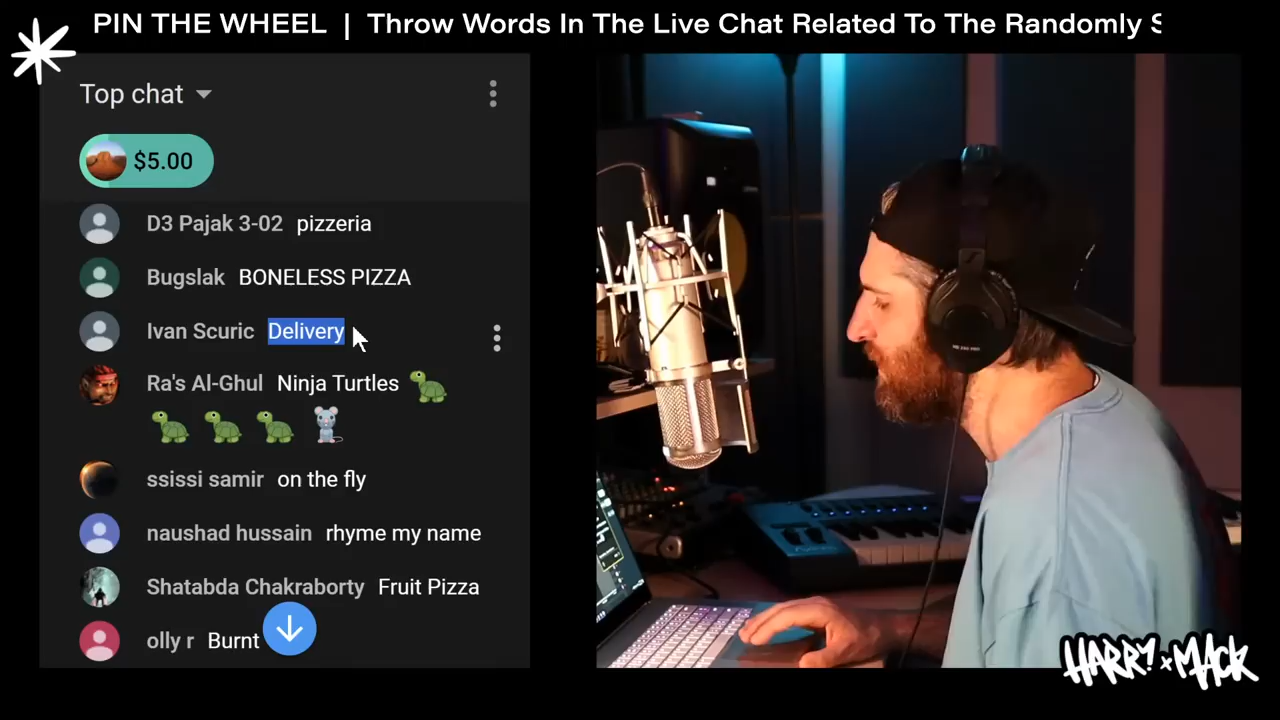 PIN THE WHEEL | Throw Words In The Live Chat Related To The Randomly S
Top chat
$5.00
D3 Pajak 3-02 pizzeria
Bugslak BONELESS PIZZA
Ivan Scuric Delivery
Ra's Al-Ghul Ninja Turtles
ssissi samir on the fly
naushad hussain rhyme my name
Shatabda Chakraborty Fruit Pizza
olly r Burnt
HARRY MACK